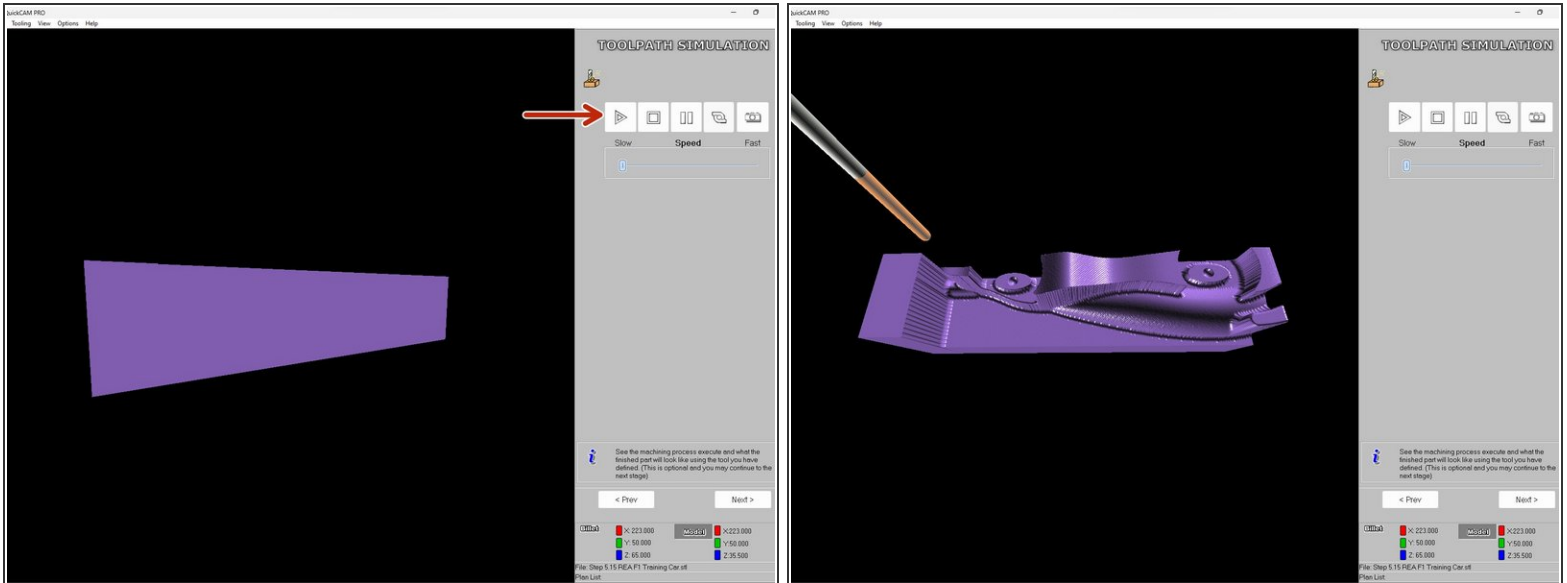 QuickCAM PRO
Tooling View Options Help
TOOLPATH SIMULATION
Slow Speed Fast
See the machining process execute and what the
finished part will look like using the tool you have
defined. (This is optional and you may continue to the
next stage)
< Prev Next >
Billet X: 223.000 Model X:223.000
Y: 50.000 Y:50.000
Z: 65.000 Z:35.500
File: Step 5.15 REA F1 Training Car.stl
Plan List:
QuickCAM PRO
Tooling View Options Help
TOOLPATH SIMULATION
Slow Speed Fast
See the machining process execute and what the
finished part will look like using the tool you have
defined. (This is optional and you may continue to the
next stage)
< Prev Next >
Billet X: 223.000 Model X:223.000
Y: 50.000 Y:50.000
Z: 65.000 Z:35.500
File: Step 5.15 REA F1 Training Car.stl
Plan List: